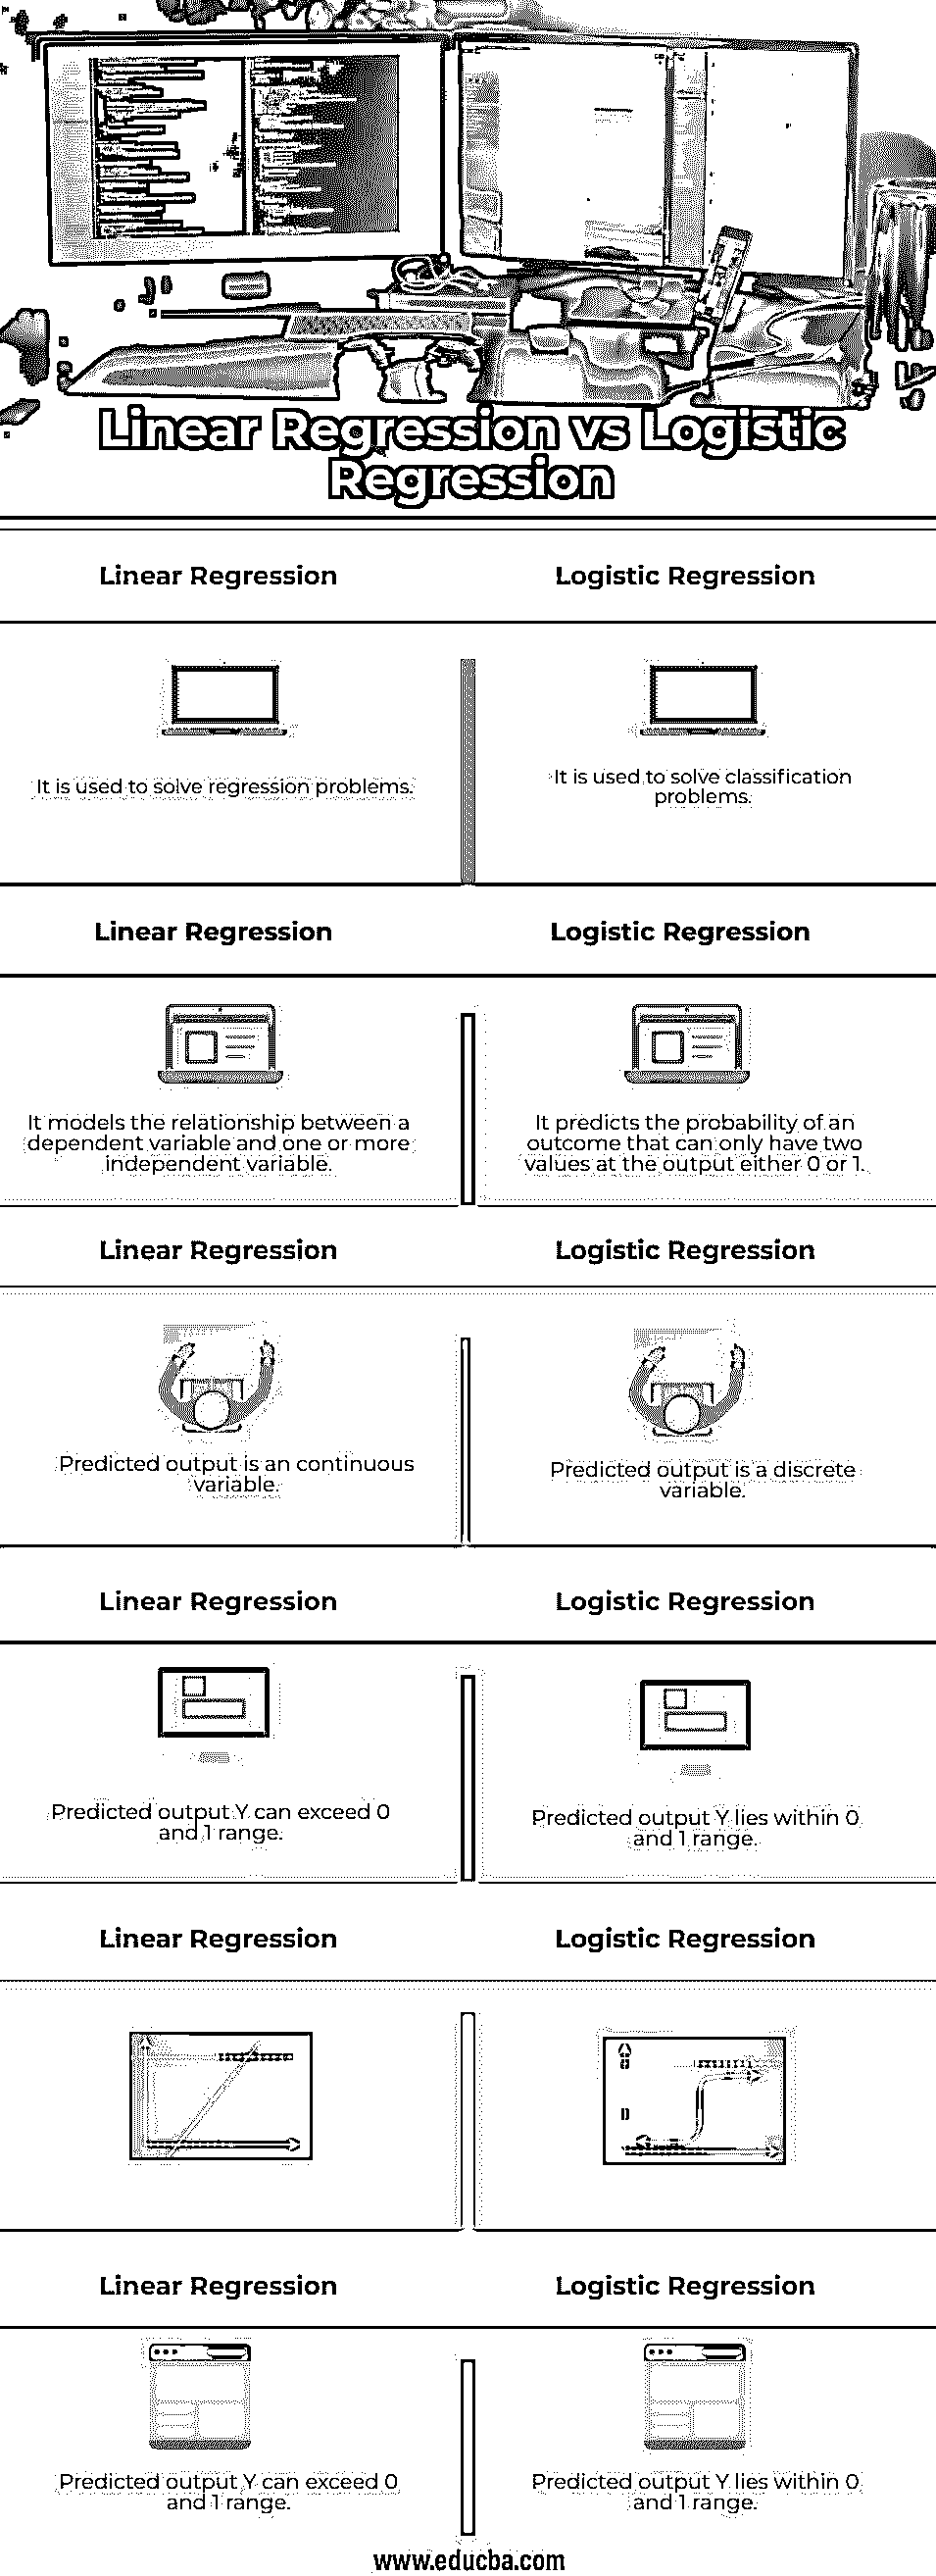 Linear Regression vs Logistic
Regression
Linear Regression
Logistic Regression
It is used to solve regression problems.
It is used to solve classification
problems.
Linear Regression
Logistic Regression
It models the relationship between a
dependent variable and one or more
independent variable.
It predicts the probability of an
outcome that can only have two
values at the output either 0 or 1.
Linear Regression
Logistic Regression
Predicted output is an continuous
variable.
Predicted output is a discrete
variable.
Linear Regression
Logistic Regression
Predicted output Y can exceed 0
and 1 range.
Predicted output Y lies within 0
and 1 range.
Linear Regression
Logistic Regression
Linear Regression
Logistic Regression
Predicted output Y can exceed 0
and 1 range.
Predicted output Y lies within 0
and 1 range.
www.educba.com